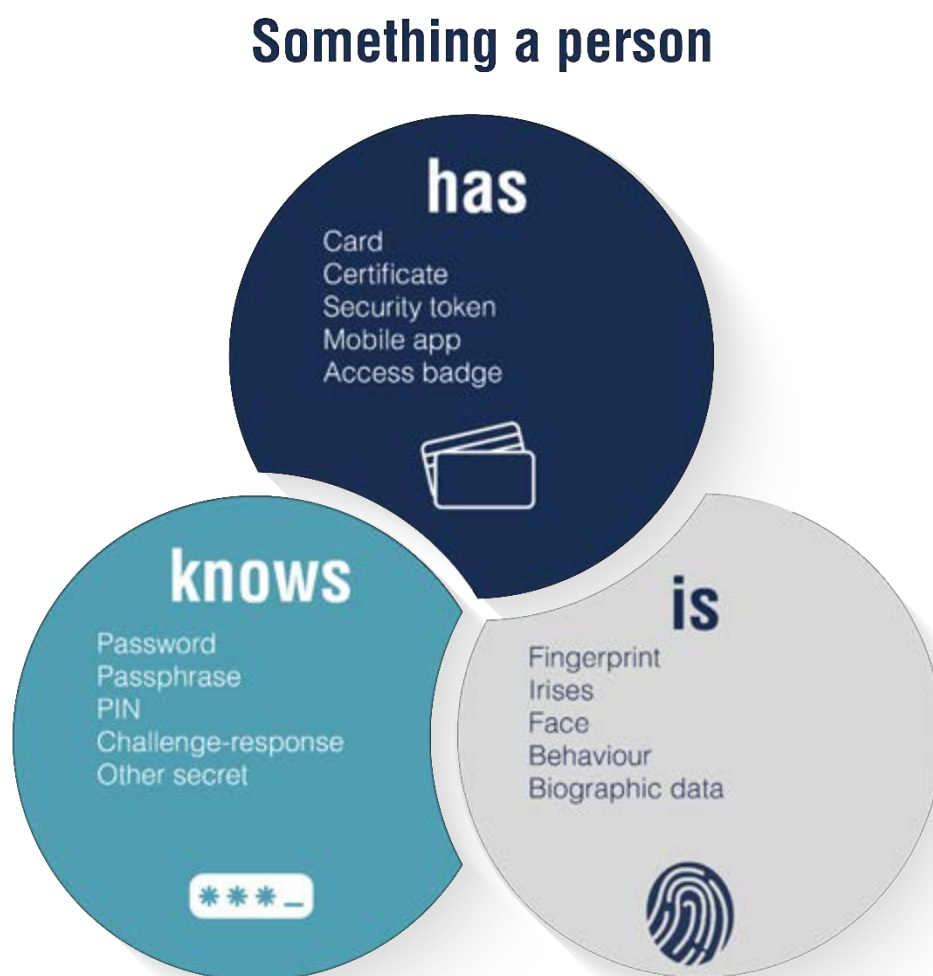 Something a person
has
Card
Certificate
Security token
Mobile app
Access badge
knows
Password
Passphrase
PIN
Challenge-response
Other secret
***_
is
Fingerprint
Irises
Face
Behaviour
Biographic data